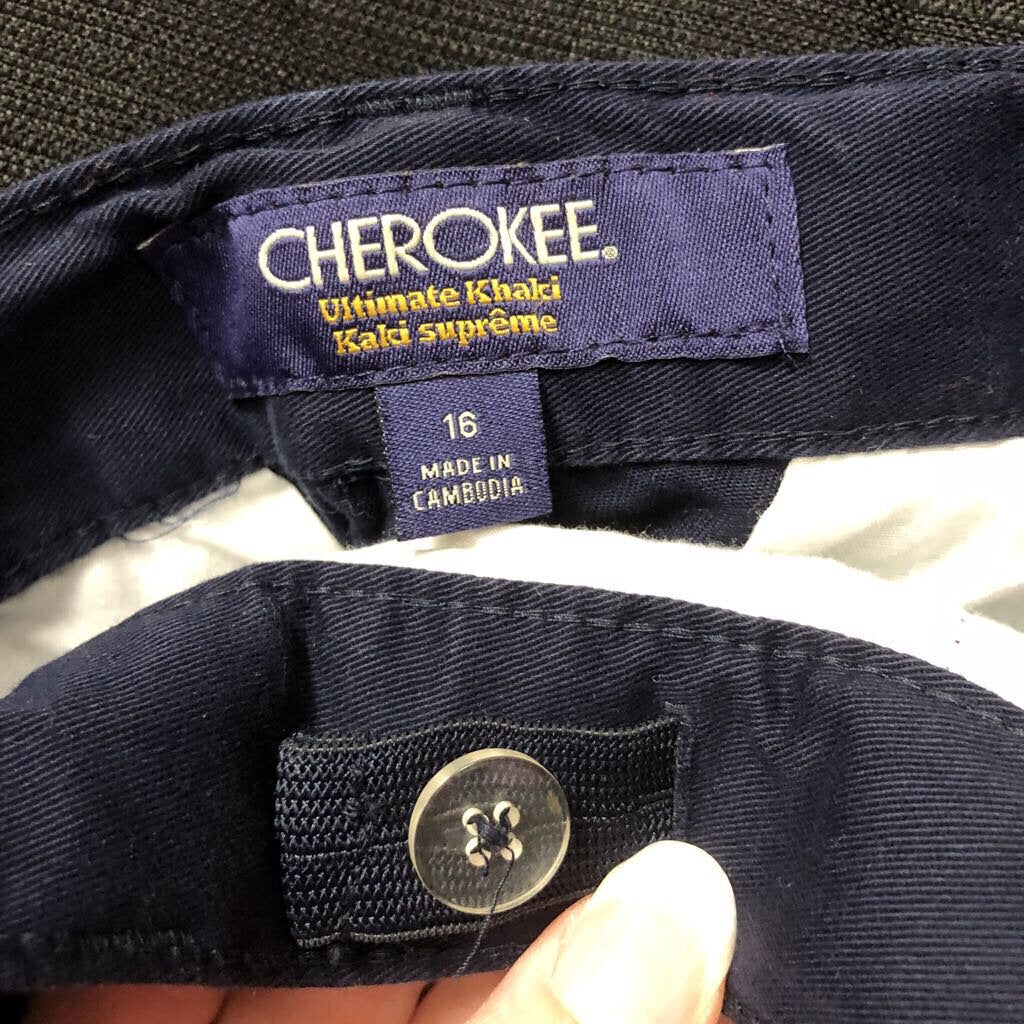 CHEROKEE®
Ultimate Khaki
Kaki suprême
16
MADE IN
CAMBODIA